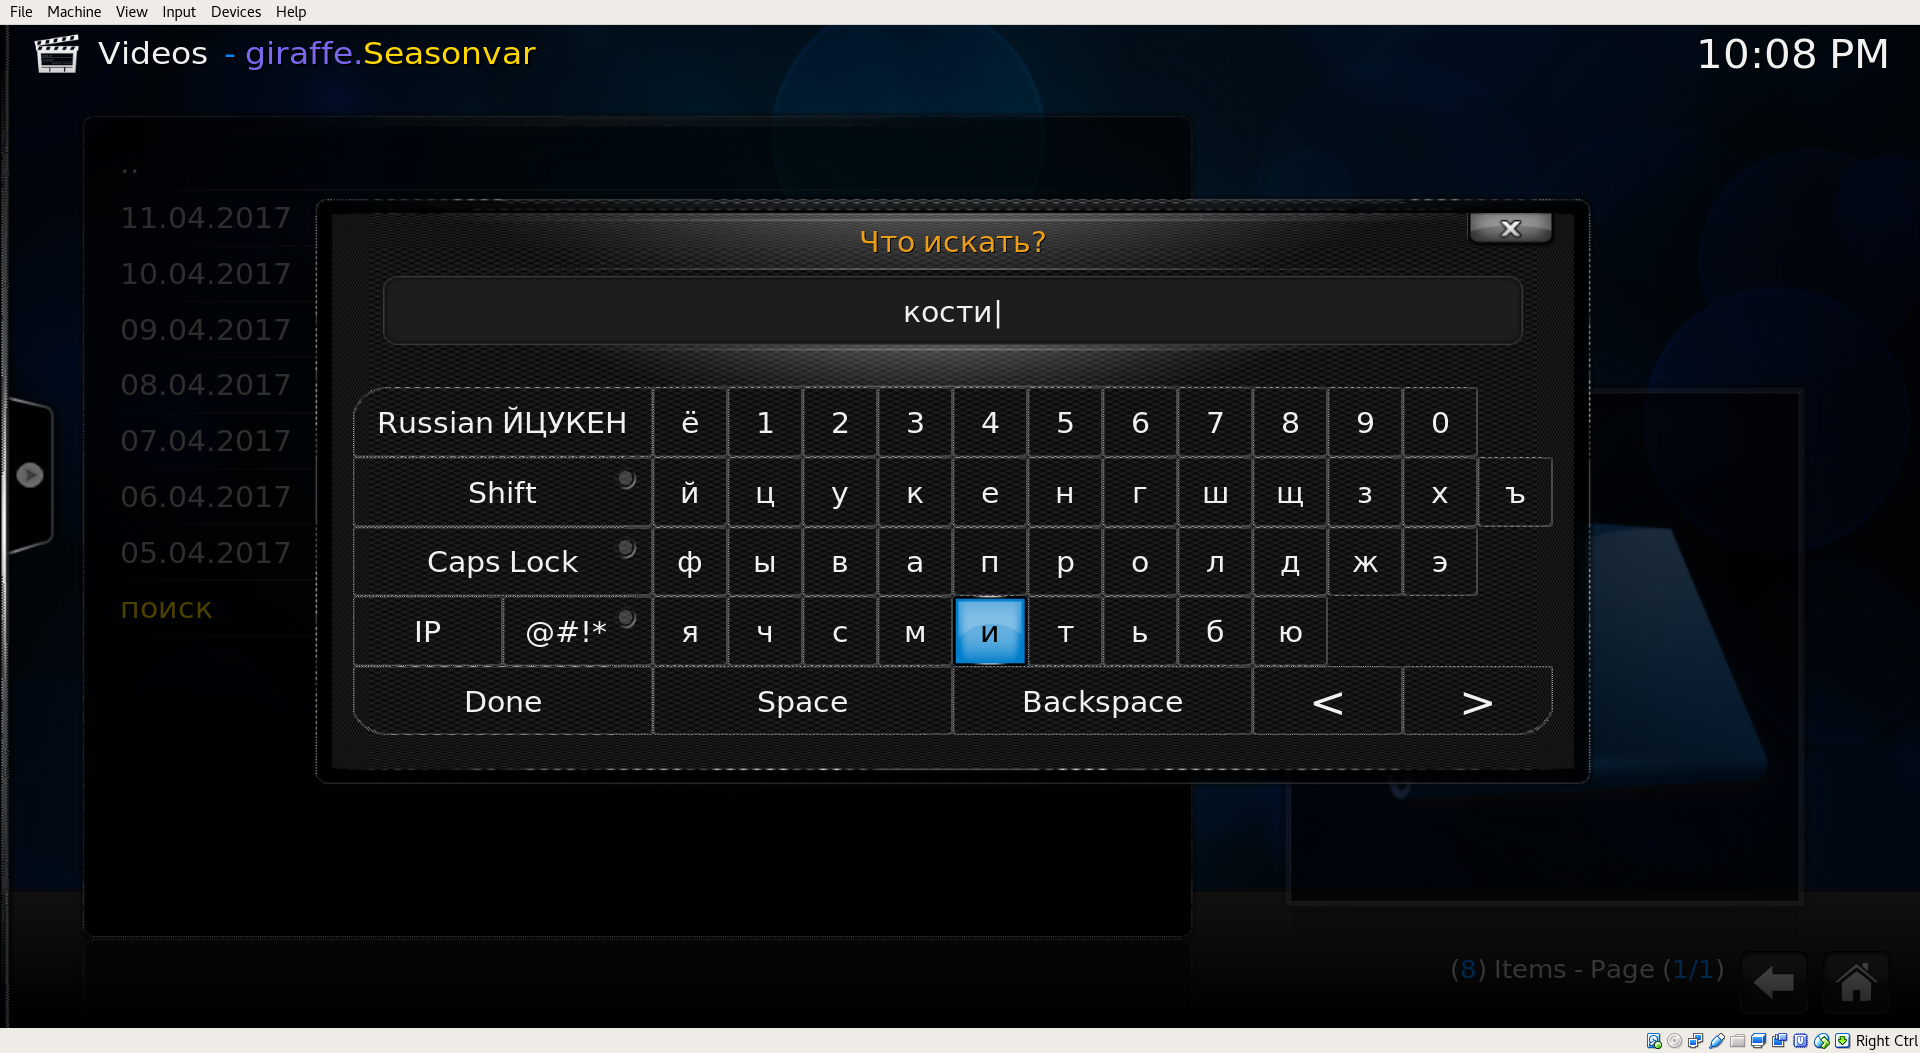 File Machine View Input Devices Help
Videos - giraffe.Seasonvar
10:08 PM
..
11.04.2017
10.04.2017
09.04.2017
08.04.2017
07.04.2017
06.04.2017
05.04.2017
поиск
Что искать?
x
кости|
Russian ЙЦУКЕН ё 1 2 3 4 5 6 7 8 9 0
Shift й ц у к е н г ш щ з х ъ
Caps Lock ф ы в а п р о л д ж э
IP @#!* я ч с м и т ь б ю
Done Space Backspace < >
(8) Items - Page (1/1)
Right Ctrl